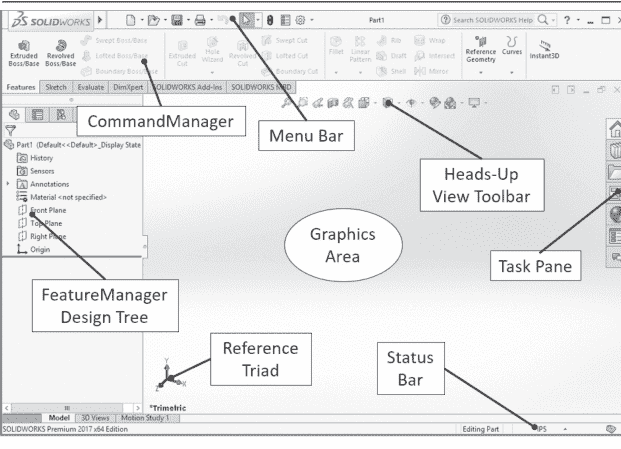 SOLIDWORKS
Part1
Search SOLIDWORKS Help
Extruded Boss/Base
Revolved Boss/Base
Swept Boss/Base
Lofted Boss/Base
Boundary Boss/Base
Extruded Cut
Hole Wizard
Revolved Cut
Swept Cut
Lofted Cut
Boundary Cut
Fillet
Linear Pattern
Rib
Draft
Shell
Wrap
Intersect
Mirror
Reference Geometry
Curves
Instant3D
Features
Sketch
Evaluate
DimXpert
SOLIDWORKS Add-Ins
SOLIDWORKS MBD
CommandManager
Menu Bar
Part1 (Default<<Default>_Display State
History
Sensors
Annotations
Material <not specified>
Front Plane
Top Plane
Right Plane
Origin
Heads-Up
View Toolbar
Graphics
Area
Task Pane
FeatureManager
Design Tree
Reference
Triad
Status
Bar
Y
X
Z
*Trimetric
Model
3D Views
Motion Study 1
SOLIDWORKS Premium 2017 x64 Edition
Editing Part
IPS